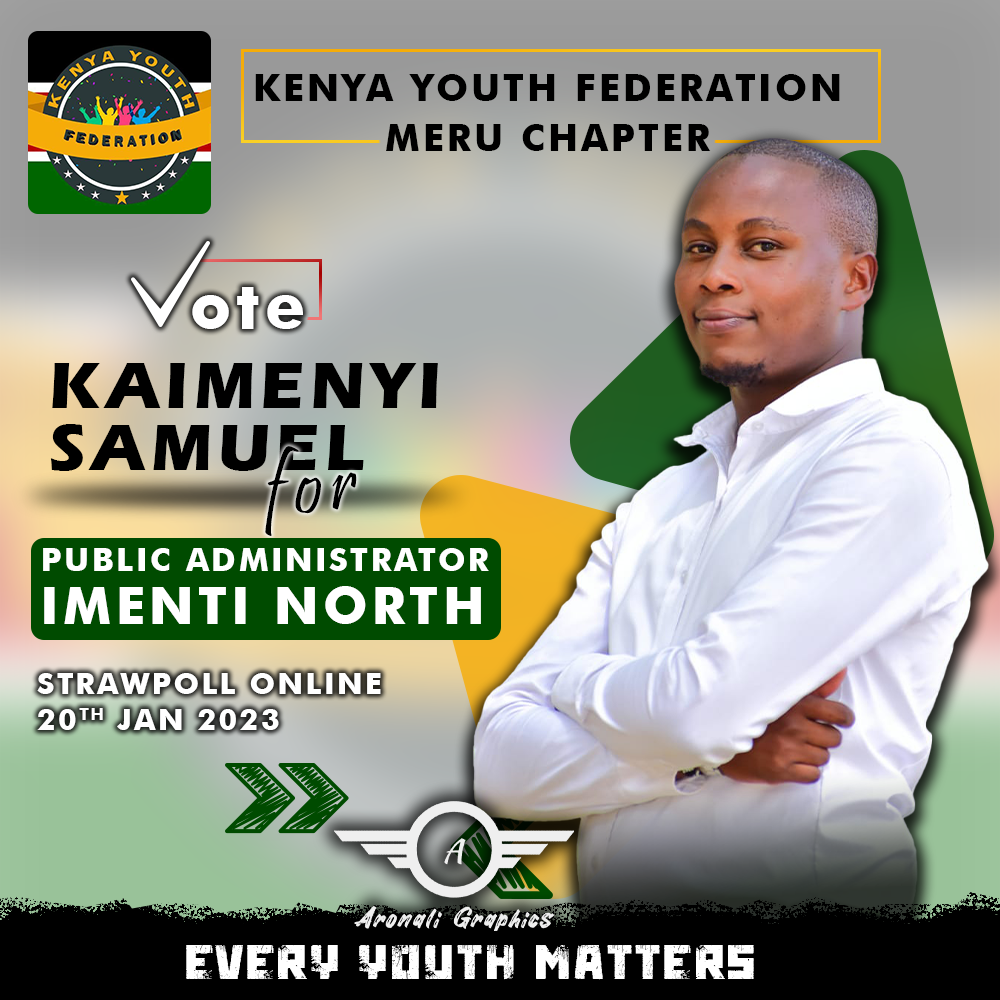 KENYA YOUTH
FEDERATION
KENYA YOUTH FEDERATION
MERU CHAPTER
Vote
KAIMENYI
SAMUEL
for
PUBLIC ADMINISTRATOR
IMENTI NORTH
STRAWPOLL ONLINE
20TH JAN 2023
A
Aronali Graphics
EVERY YOUTH MATTERS